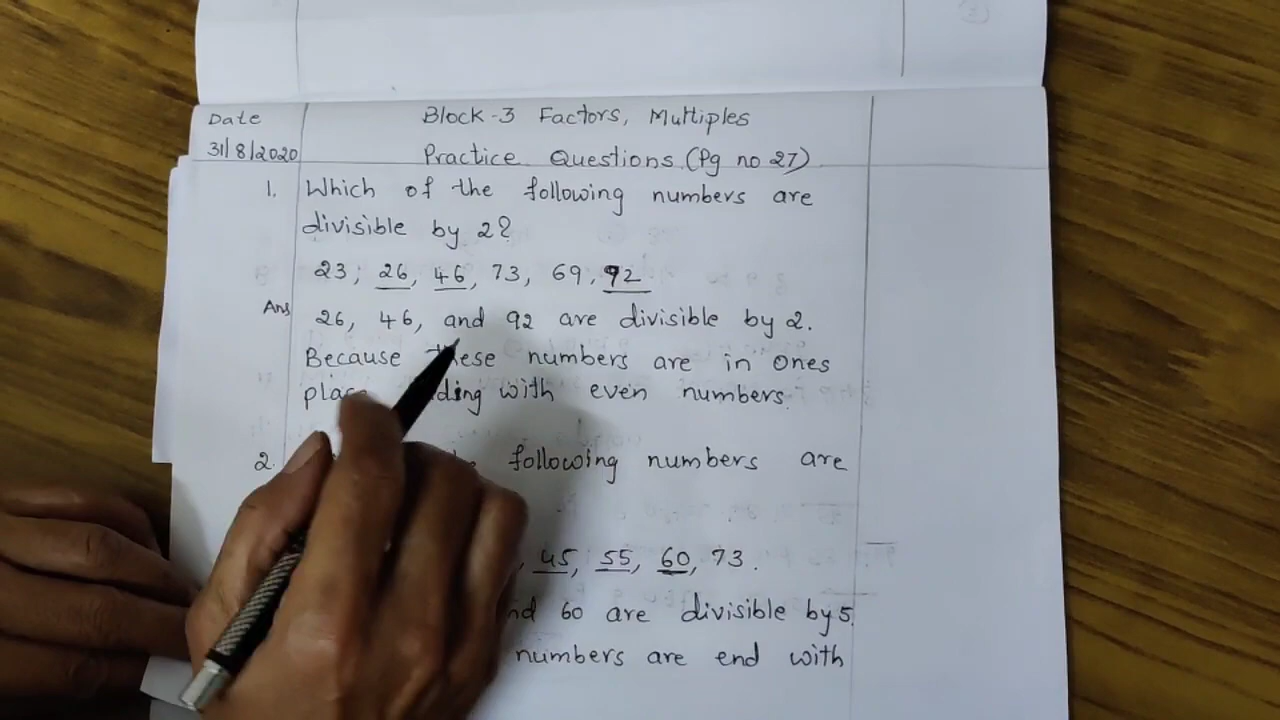 Date
31/8/2020
Block-3 Factors, Multiples
Practice Questions (Pg no 27)
1. Which of the following numbers are
divisible by 2?
23, 26, 46, 73, 69, 92
Ans 26, 46, and 92 are divisible by 2.
Because these numbers are in Ones
with even numbers.
2. following numbers are
45, 55, 60, 73.
60 are divisible by 5
numbers are end with